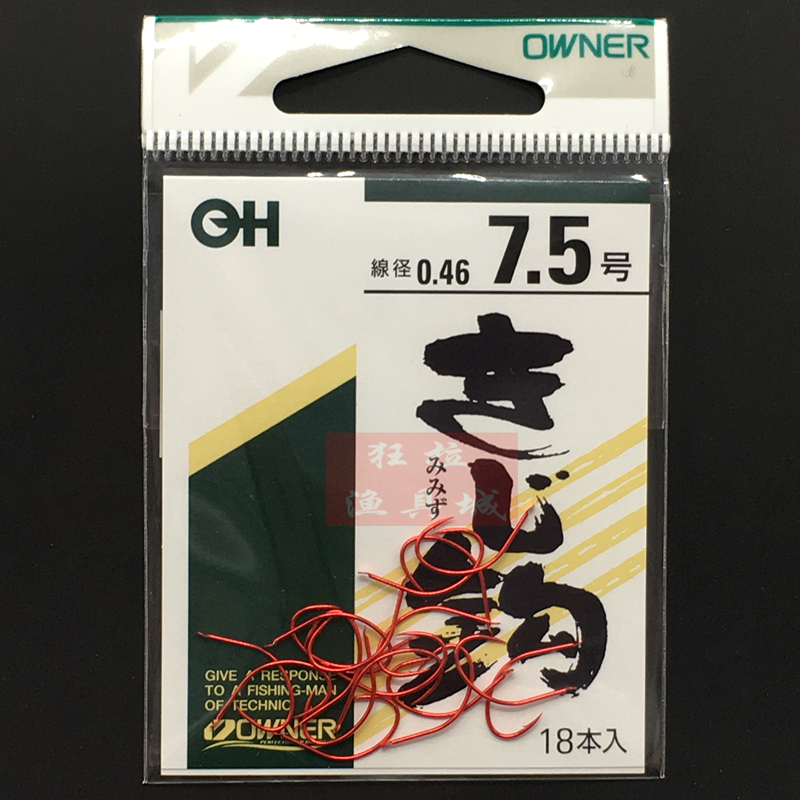 OWNER
OH
線径 0.46 7.5号
きじ鈎
みみず
狂拉
渔具城
GIVE A RESPONSE
TO A FISHING-MAN
OF TECHNIC
OWNER
18本入